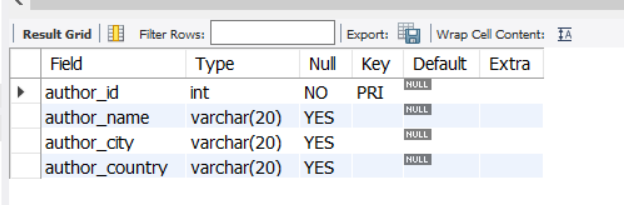 Result Grid Filter Rows: Export: Wrap Cell Content: IA
Field Type Null Key Default Extra
author_id int NO PRI NULL
author_name varchar(20) YES NULL
author_city varchar(20) YES NULL
author_country varchar(20) YES NULL